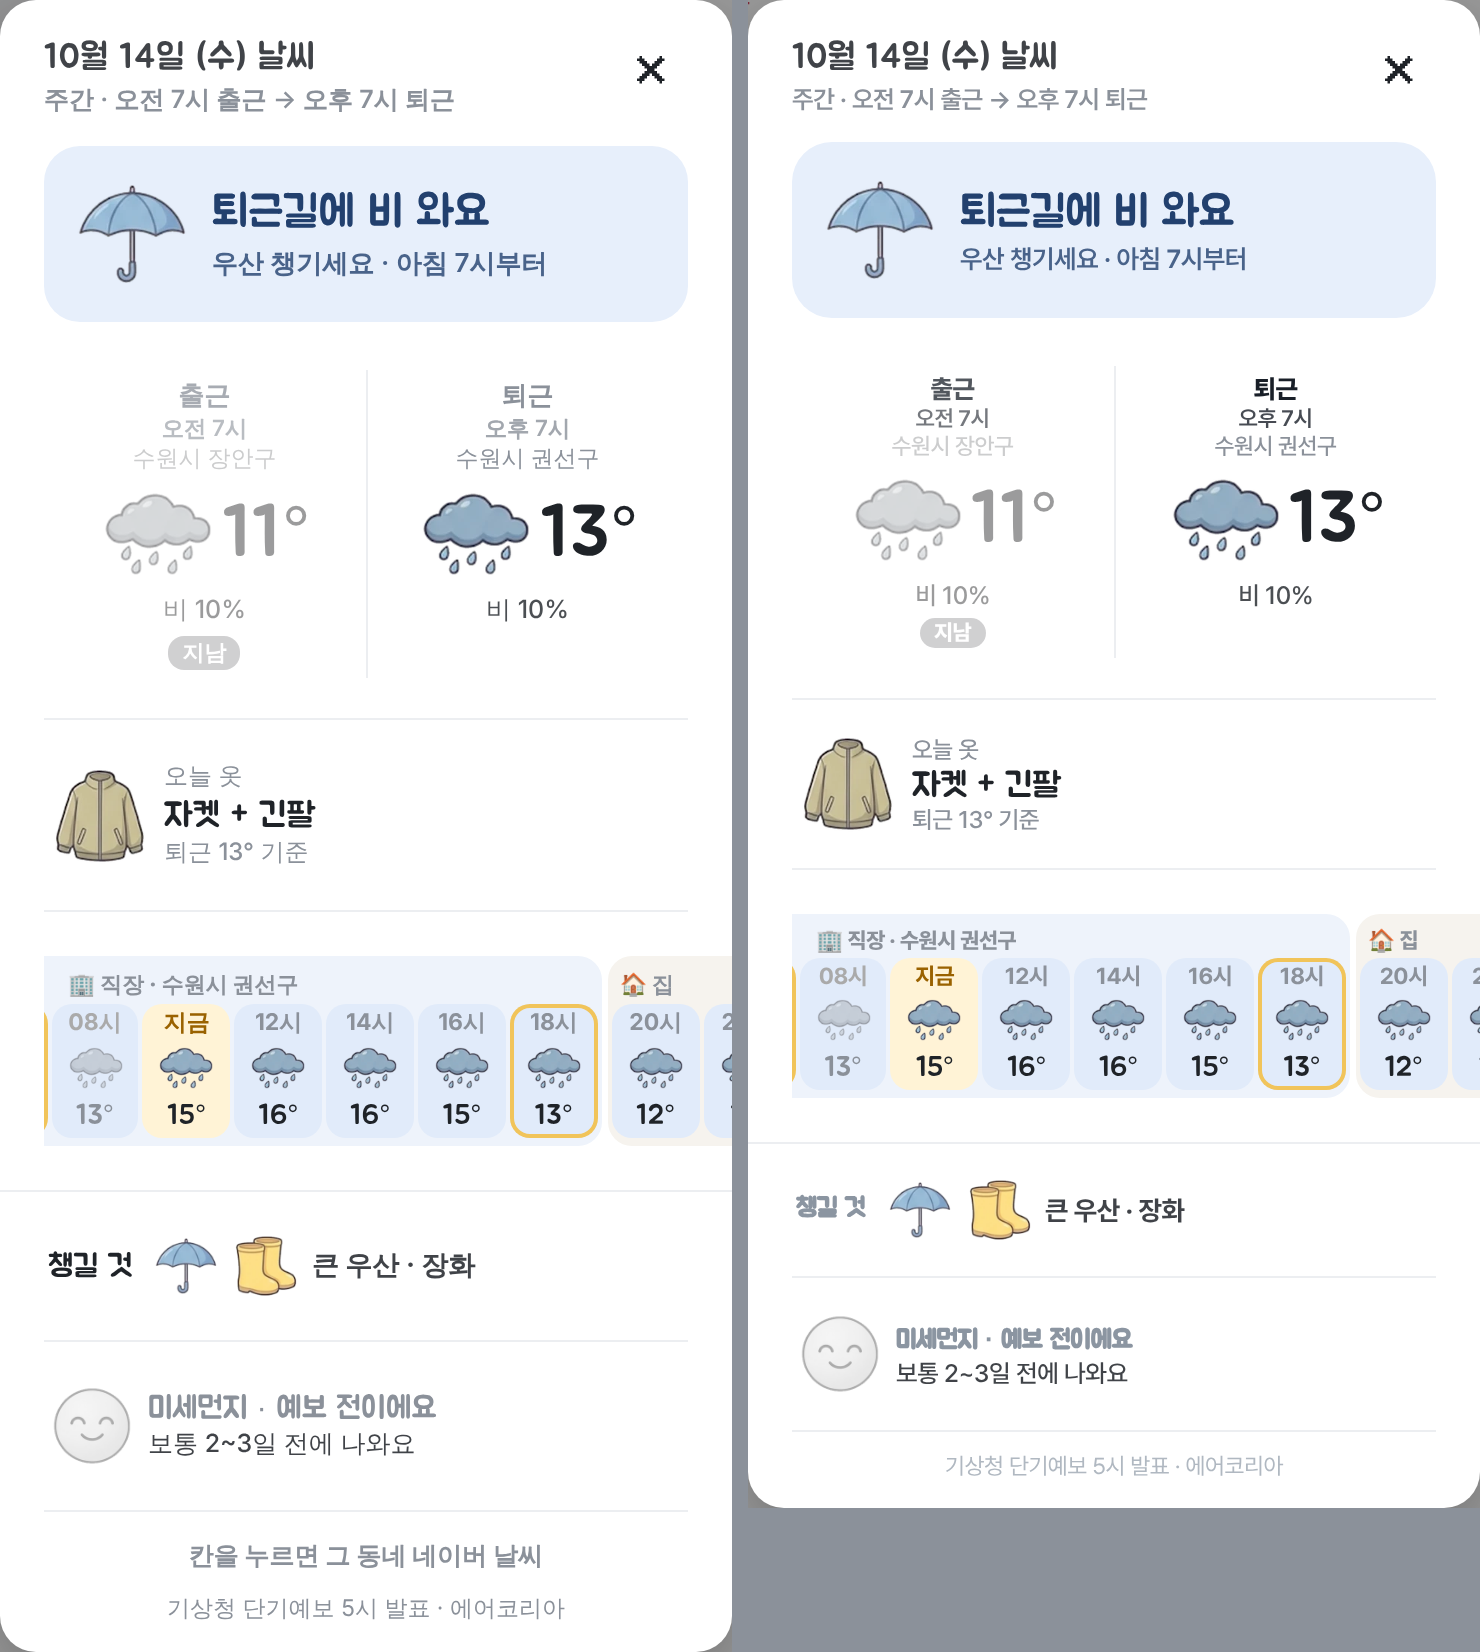 10월 14일 (수) 날씨
주간 · 오전 7시 출근 → 오후 7시 퇴근
퇴근길에 비 와요
우산 챙기세요 · 아침 7시부터
출근
오전 7시
수원시 장안구
11°
비 10%
지남
퇴근
오후 7시
수원시 권선구
13°
비 10%
오늘 옷
자켓 + 긴팔
퇴근 13° 기준
직장 · 수원시 권선구
집
08시 지금 12시 14시 16시 18시 20시 2
13° 15° 16° 16° 15° 13° 12°
챙길 것 큰 우산 · 장화
미세먼지 · 예보 전이에요
보통 2~3일 전에 나와요
칸을 누르면 그 동네 네이버 날씨
기상청 단기예보 5시 발표 · 에어코리아
10월 14일 (수) 날씨
주간 · 오전 7시 출근 → 오후 7시 퇴근
퇴근길에 비 와요
우산 챙기세요 · 아침 7시부터
출근
오전 7시
수원시 장안구
11°
비 10%
지남
퇴근
오후 7시
수원시 권선구
13°
비 10%
오늘 옷
자켓 + 긴팔
퇴근 13° 기준
직장 · 수원시 권선구
집
08시 지금 12시 14시 16시 18시 20시
13° 15° 16° 16° 15° 13° 12°
챙길 것 큰 우산 · 장화
미세먼지 · 예보 전이에요
보통 2~3일 전에 나와요
기상청 단기예보 5시 발표 · 에어코리아